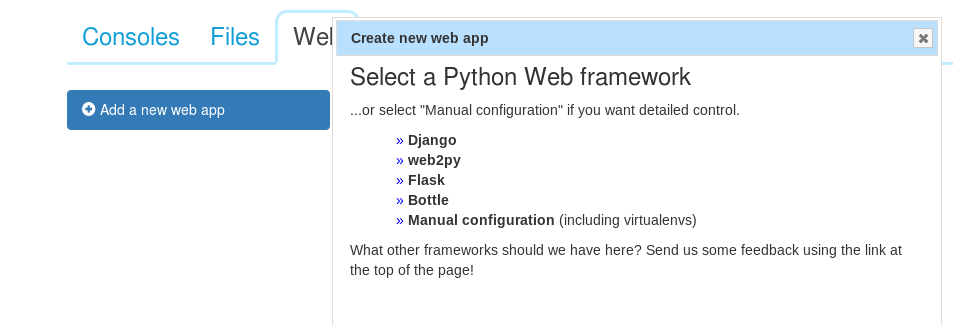 Consoles Files Web
Create new web app
Select a Python Web framework
...or select "Manual configuration" if you want detailed control.
Add a new web app
» Django
» web2py
» Flask
» Bottle
» Manual configuration (including virtualenvs)
What other frameworks should we have here? Send us some feedback using the link at
the top of the page!